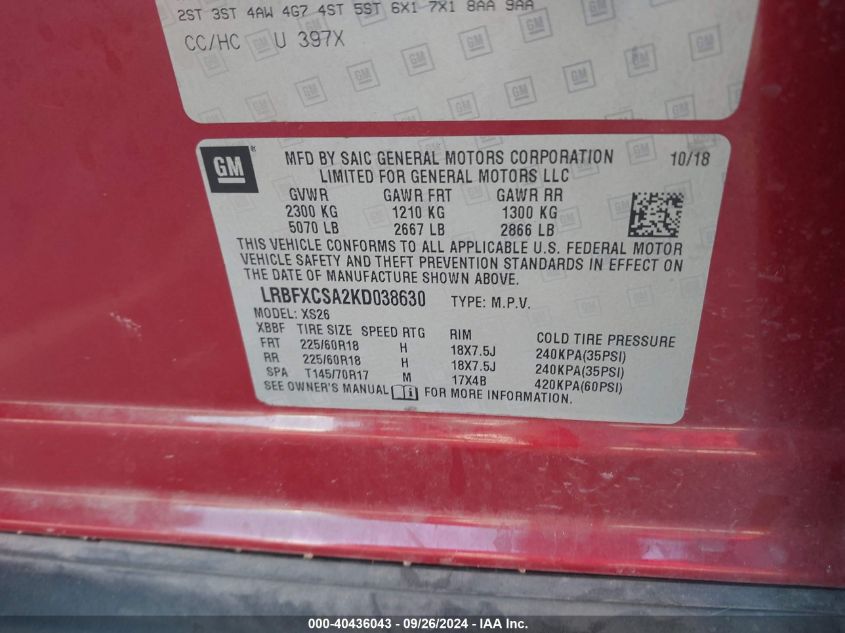 2ST 3ST 4AW 4G7 4ST 5ST 6X1 7X1 8AA 9AA
CC/HC U 397X
GM ® MFD BY SAIC GENERAL MOTORS CORPORATION 10/18
LIMITED FOR GENERAL MOTORS LLC
GVWR GAWR FRT GAWR RR
2300 KG 1210 KG 1300 KG
5070 LB 2667 LB 2866 LB
THIS VEHICLE CONFORMS TO ALL APPLICABLE U.S. FEDERAL MOTOR
VEHICLE SAFETY AND THEFT PREVENTION STANDARDS IN EFFECT ON
THE DATE OF MANUFACTURE SHOWN ABOVE.
LRBFXCSA2KD038630 TYPE: M.P.V.
MODEL: XS26
XBBF TIRE SIZE SPEED RTG RIM COLD TIRE PRESSURE
FRT 225/60R18 H 18X7.5J 240KPA(35PSI)
RR 225/60R18 H 18X7.5J 240KPA(35PSI)
SPA T145/70R17 M 17X4B 420KPA(60PSI)
SEE OWNER'S MANUAL FOR MORE INFORMATION.
000-40436043 - 09/26/2024 - IAA Inc.